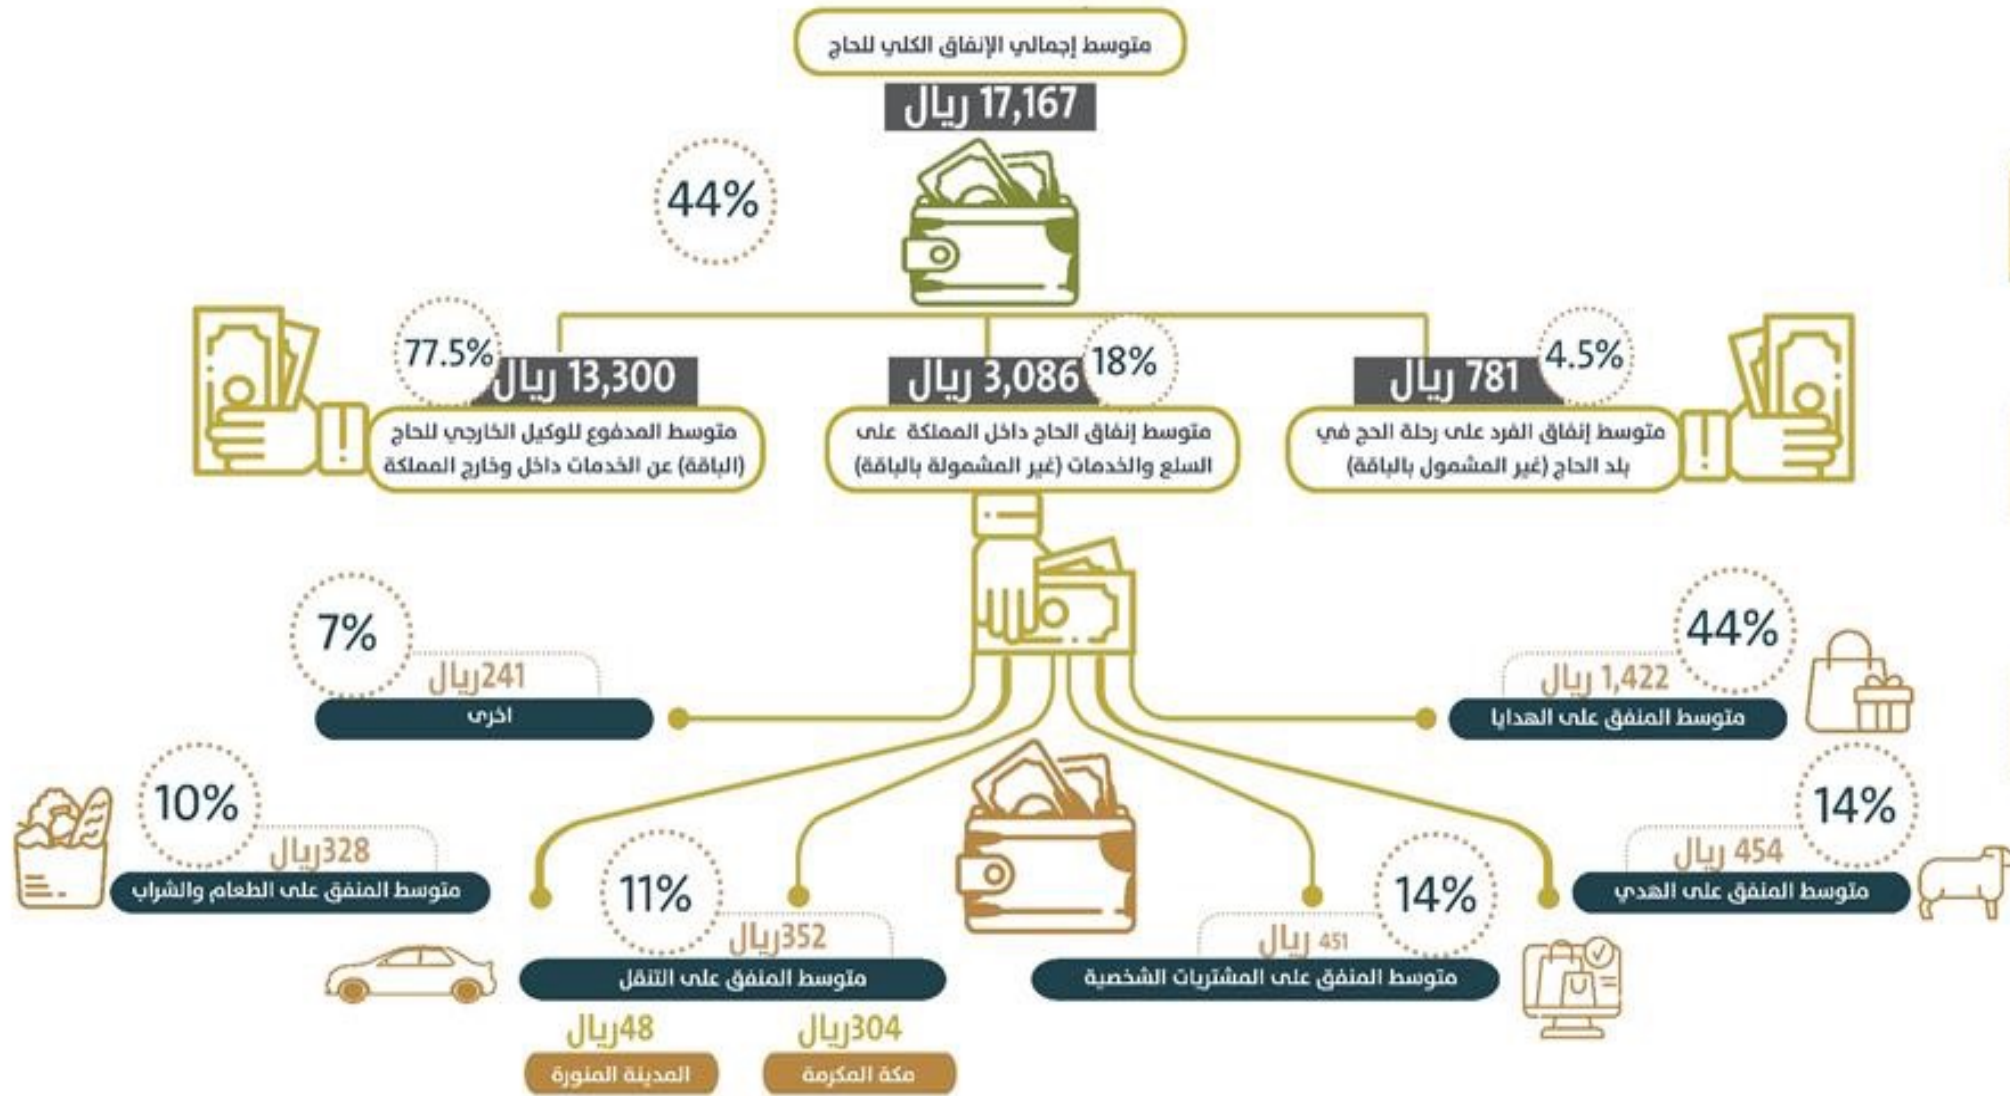 متوسط إجمالي الإنفاق الكلي للحاج
17,167 ريال
44%
4.5%
781 ريال
متوسط إنفاق الفرد على رحلة الحج في
بلد الحاج (غير المشمول بالباقة)
18%
3,086 ريال
متوسط إنفاق الحاج داخل المملكة على
السلع والخدمات (غير المشمولة بالباقة)
77.5%
13,300 ريال
متوسط المدفوع للوكيل الخارجي للحاج
(الباقة) عن الخدمات داخل وخارج المملكة
44%
1,422 ريال
متوسط المنفق على الهدايا
7%
241ريال
اخرى
14%
454 ريال
متوسط المنفق على الهدي
14%
451 ريال
متوسط المنفق على المشتريات الشخصية
11%
352ريال
متوسط المنفق على التنقل
304ريال
مكة المكرمة
48ريال
المدينة المنورة
10%
328ريال
متوسط المنفق على الطعام والشراب